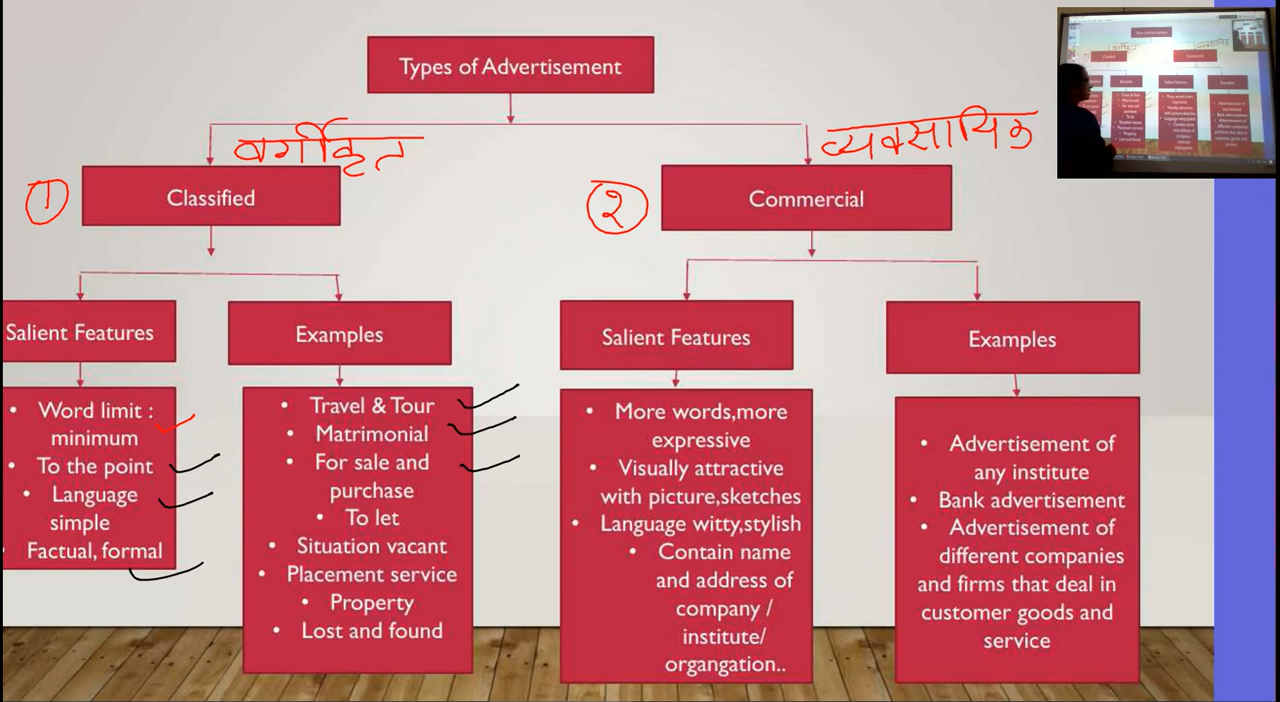 Types of Advertisement
वर्गीकृत
व्यवसायिक
१
Classified
२
Commercial
Salient Features
Examples
Salient Features
Examples
• Word limit :
minimum
• To the point
• Language
simple
• Factual, formal
• Travel & Tour
• Matrimonial
• For sale and
purchase
• To let
• Situation vacant
• Placement service
• Property
• Lost and found
• More words,more
expressive
• Visually attractive
with picture,sketches
• Language witty,stylish
• Contain name
and address of
company /
institute/
organgation..
• Advertisement of
any institute
• Bank advertisement
• Advertisement of
different companies
and firms that deal in
customer goods and
service